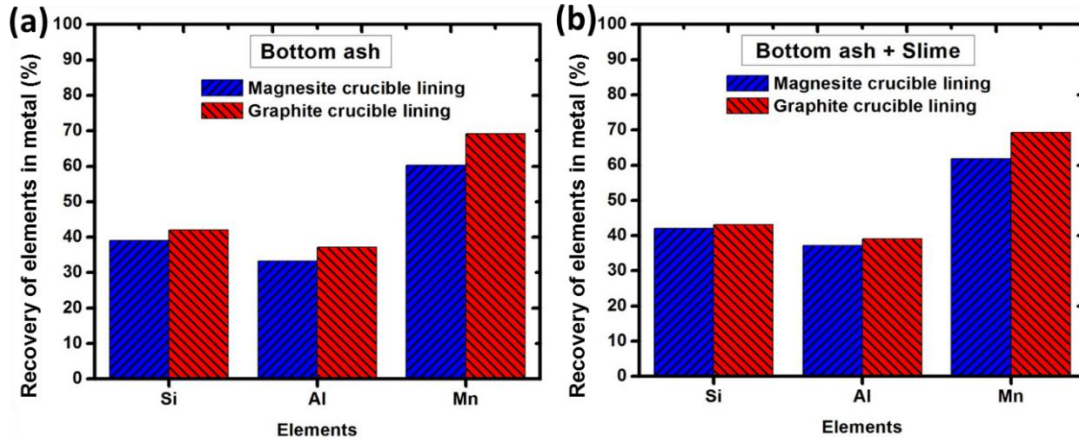 (a)
Bottom ash
Magnesite crucible lining
Graphite crucible lining
Recovery of elements in metal (%)
100
90
80
70
60
50
40
30
20
10
0
Si Al Mn
Elements
(b)
Bottom ash + Slime
Magnesite crucible lining
Graphite crucible lining
Recovery of elements in metal (%)
100
90
80
70
60
50
40
30
20
10
0
Si Al Mn
Elements